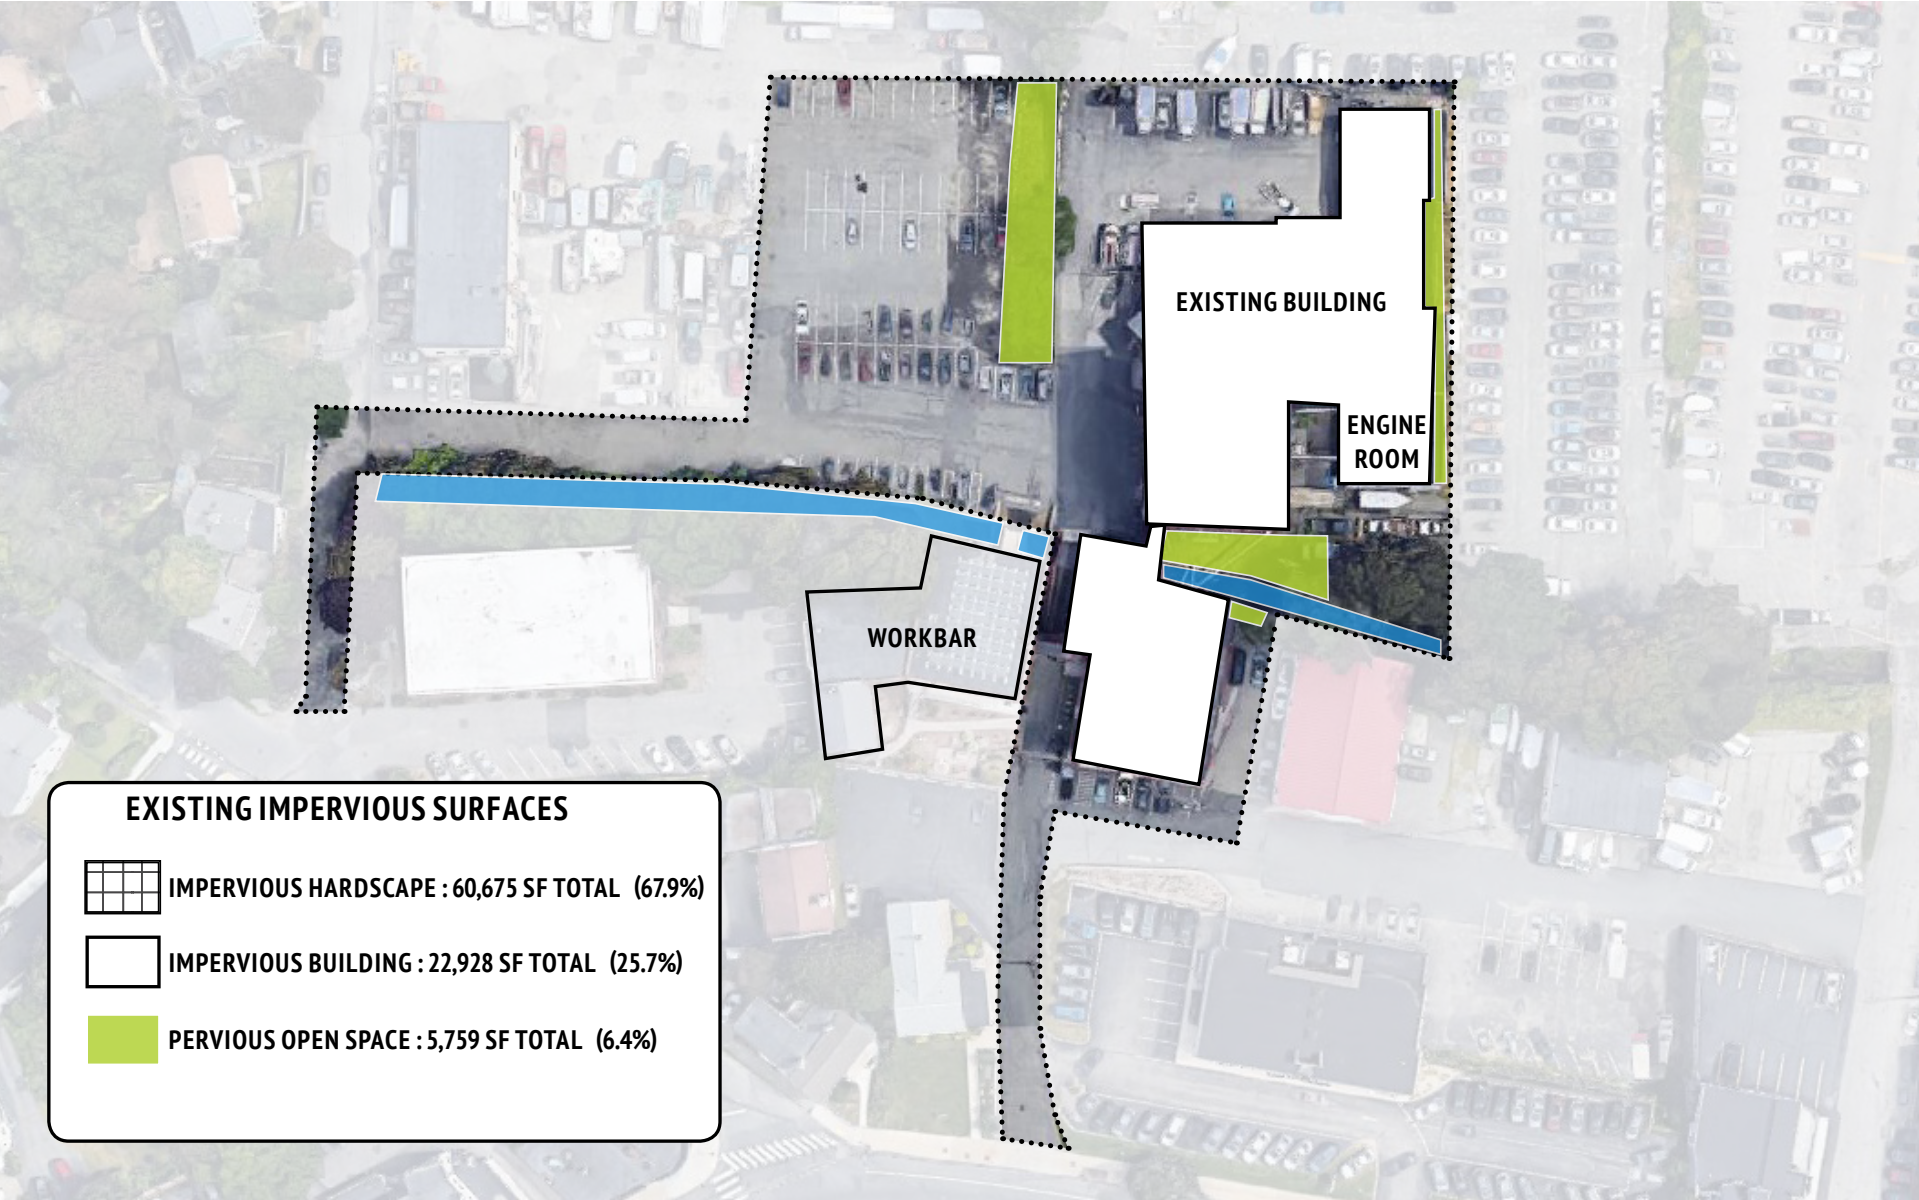 EXISTING BUILDING
ENGINE
ROOM
WORKBAR
EXISTING IMPERVIOUS SURFACES
IMPERVIOUS HARDSCAPE : 60,675 SF TOTAL (67.9%)
IMPERVIOUS BUILDING : 22,928 SF TOTAL (25.7%)
PERVIOUS OPEN SPACE : 5,759 SF TOTAL (6.4%)